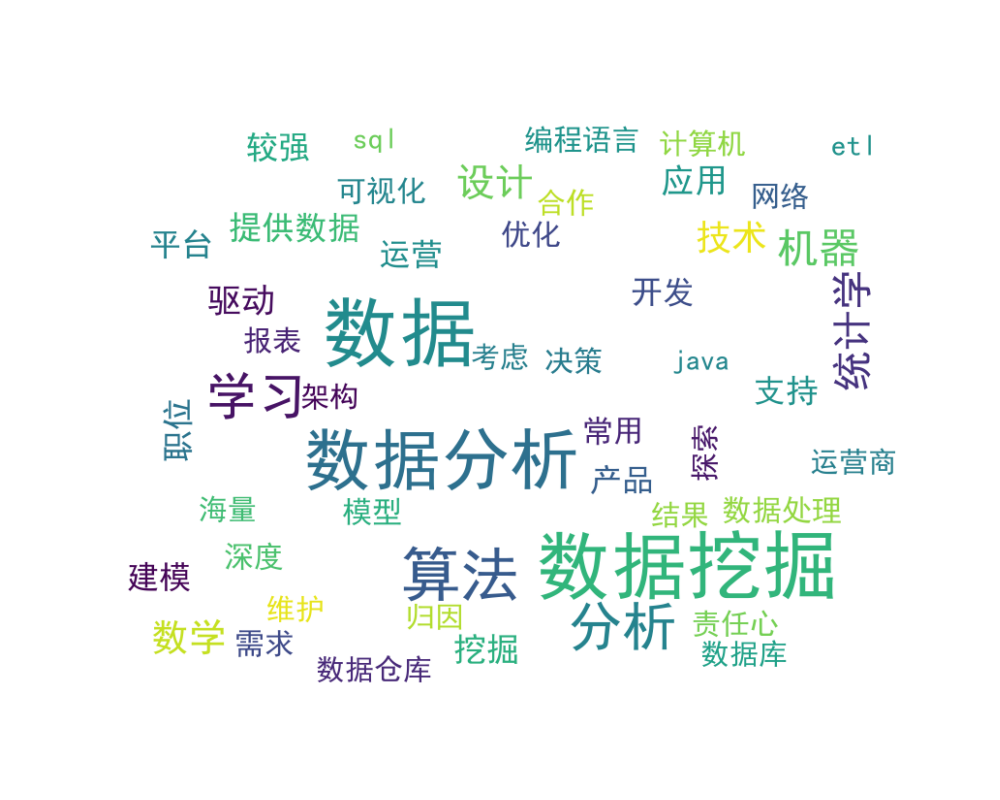 较强
sql
编程语言
计算机
etl
可视化
设计
合作
应用
网络
平台
提供数据
运营
优化
技术
机器
驱动
报表
数据
考虑
决策
开发
java
统计学
学习
架构
支持
职位
数据分析
常用
产品
探索
运营商
海量
模型
结果
数据处理
深度
建模
算法
数据挖掘
维护
归因
分析
责任心
数学
需求
挖掘
数据库
数据仓库